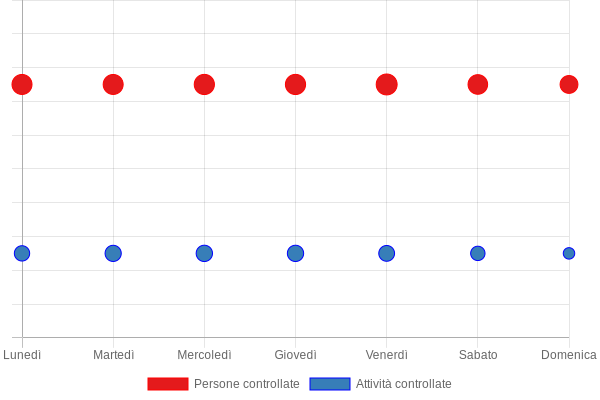 Lunedì Martedì Mercoledì Giovedì Venerdì Sabato Domenica
Persone controllate Attività controllate